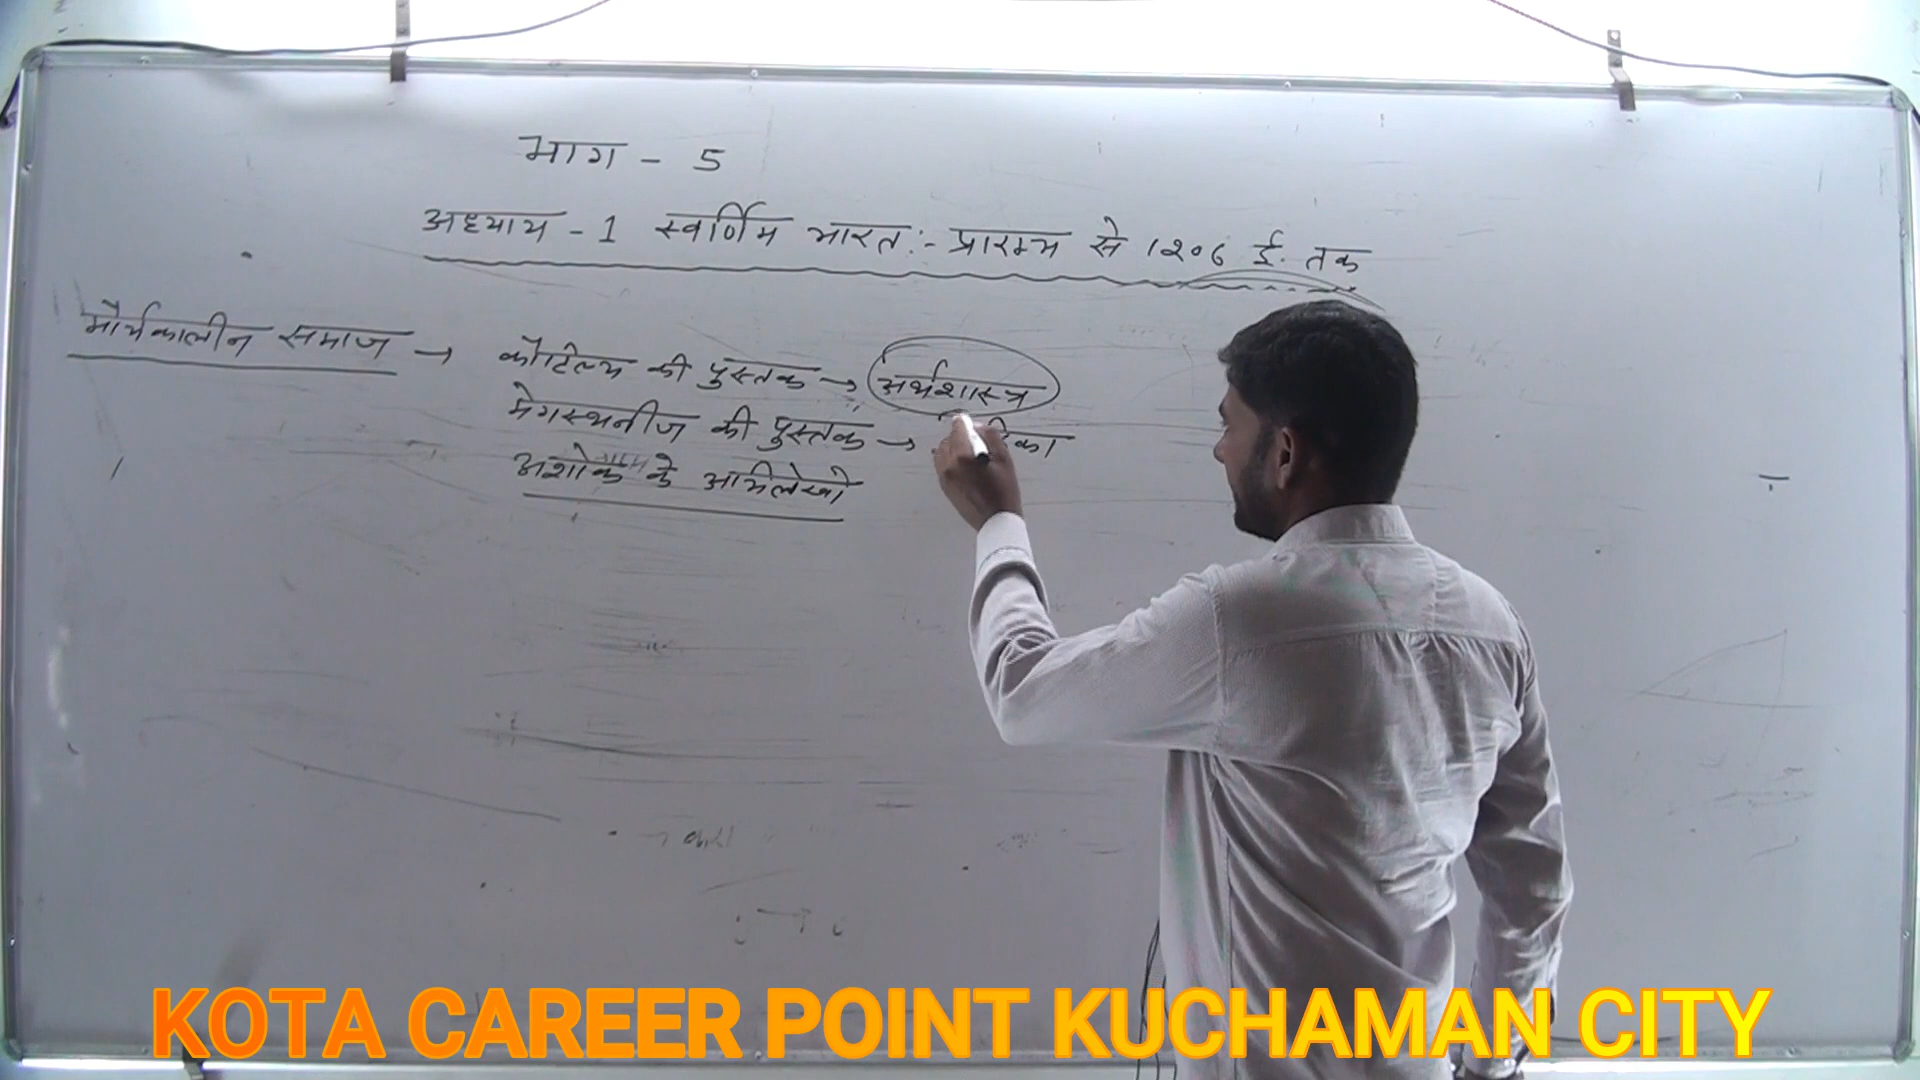 भाग - 5
अध्याय - 1 स्वर्णिम भारत:- प्रारम्भ से 1206 ई. तक
मौर्यकालीन समाज → कौटिल्य की पुस्तक → अर्थशास्त्र
मेगस्थनीज की पुस्तक →
अशोक के अभिलेखो
KOTA CAREER POINT KUCHAMAN CITY